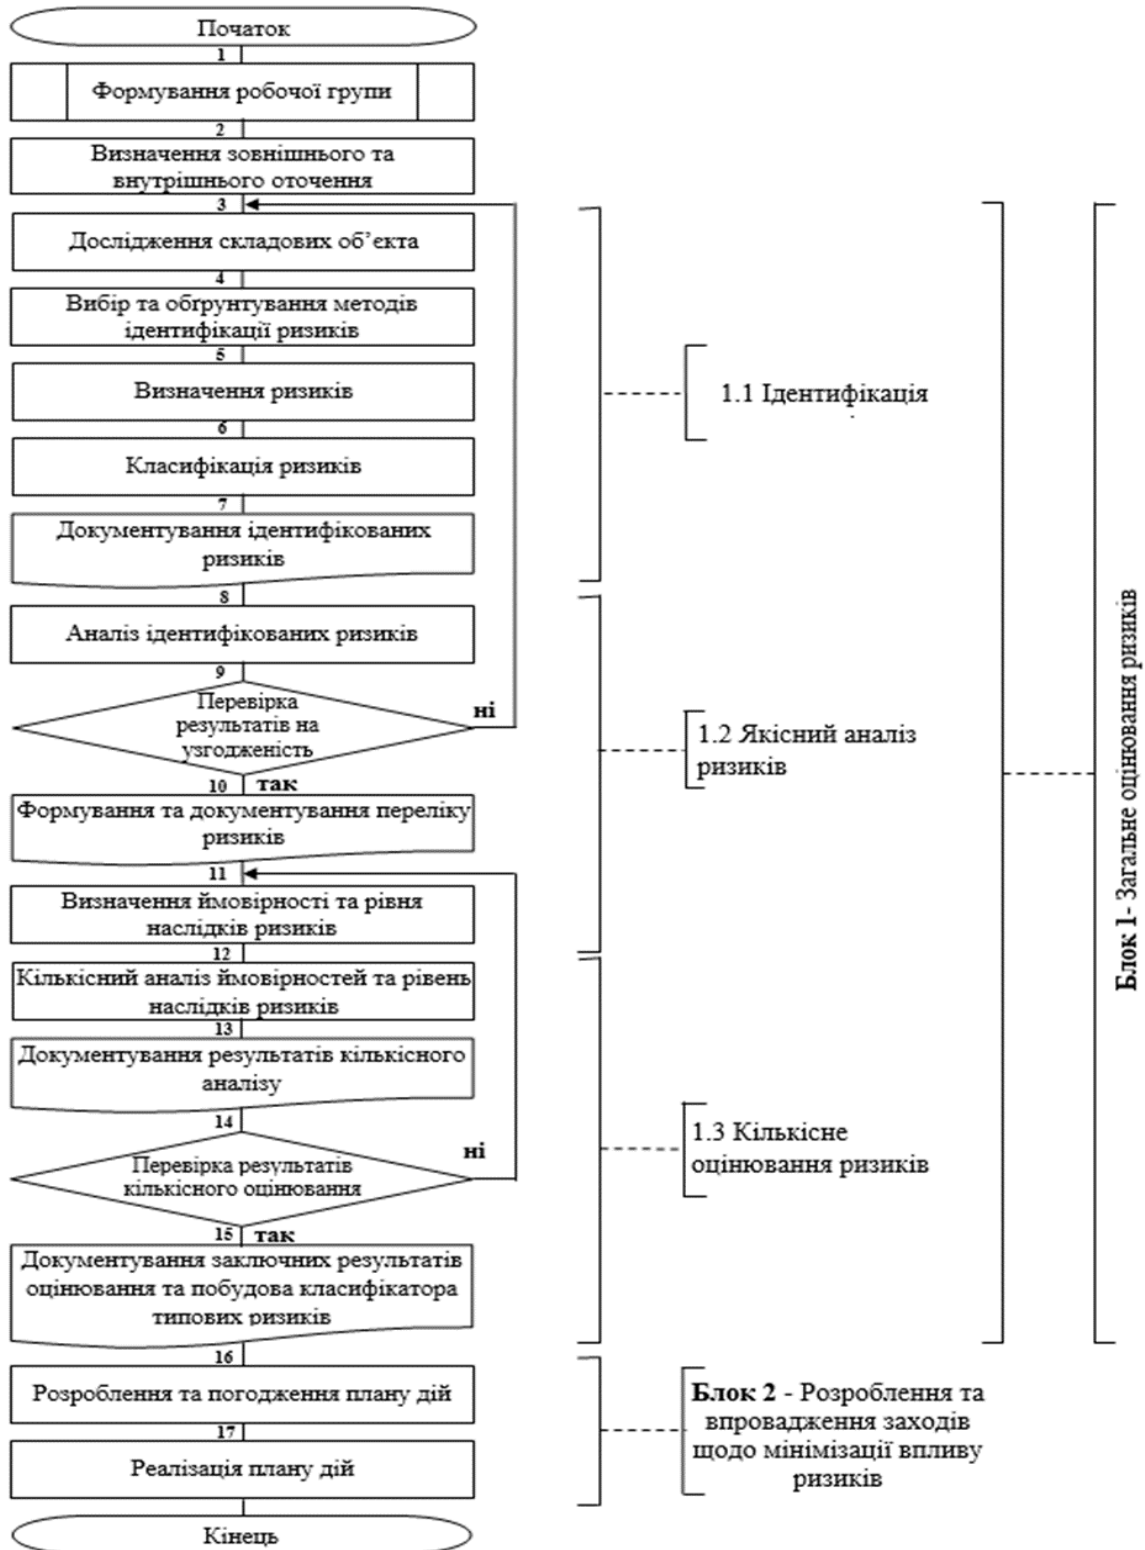 Початок
1
Формування робочої групи
2
Визначення зовнішнього та
внутрішнього оточення
3
Дослідження складових об’єкта
4
Вибір та обґрунтування методів
ідентифікації ризиків
5
Визначення ризиків
6
Класифікація ризиків
7
Документування ідентифікованих
ризиків
8
Аналіз ідентифікованих ризиків
9
Перевірка
результатів на
узгодженість
ні
10
так
Формування та документування переліку
ризиків
11
Визначення ймовірності та рівня
наслідків ризиків
12
Кількісний аналіз ймовірностей та рівень
наслідків ризиків
13
Документування результатів кількісного
аналізу
14
Перевірка результатів
кількісного оцінювання
ні
15
так
Документування заключних результатів
оцінювання та побудова класифікатора
типових ризиків
16
Розроблення та погодження плану дій
17
Реалізація плану дій
Кінець
1.1 Ідентифікація
1.2 Якісний аналіз
ризиків
1.3 Кількісне
оцінювання ризиків
Блок 2 - Розроблення та
впровадження заходів
щодо мінімізації впливу
ризиків
Блок 1- Загальне оцінювання ризиків